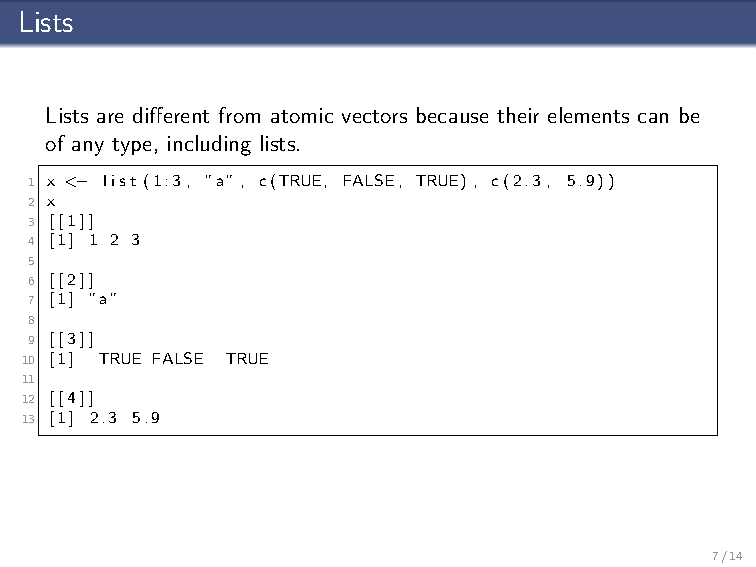 Lists
Lists are different from atomic vectors because their elements can be
of any type, including lists.
1 x <- list(1:3, "a", c(TRUE, FALSE, TRUE), c(2.3, 5.9))
2 x
3 [[1]]
4 [1] 1 2 3
5
6 [[2]]
7 [1] "a"
8
9 [[3]]
10 [1]  TRUE FALSE  TRUE
11
12 [[4]]
13 [1] 2.3 5.9
7 / 14